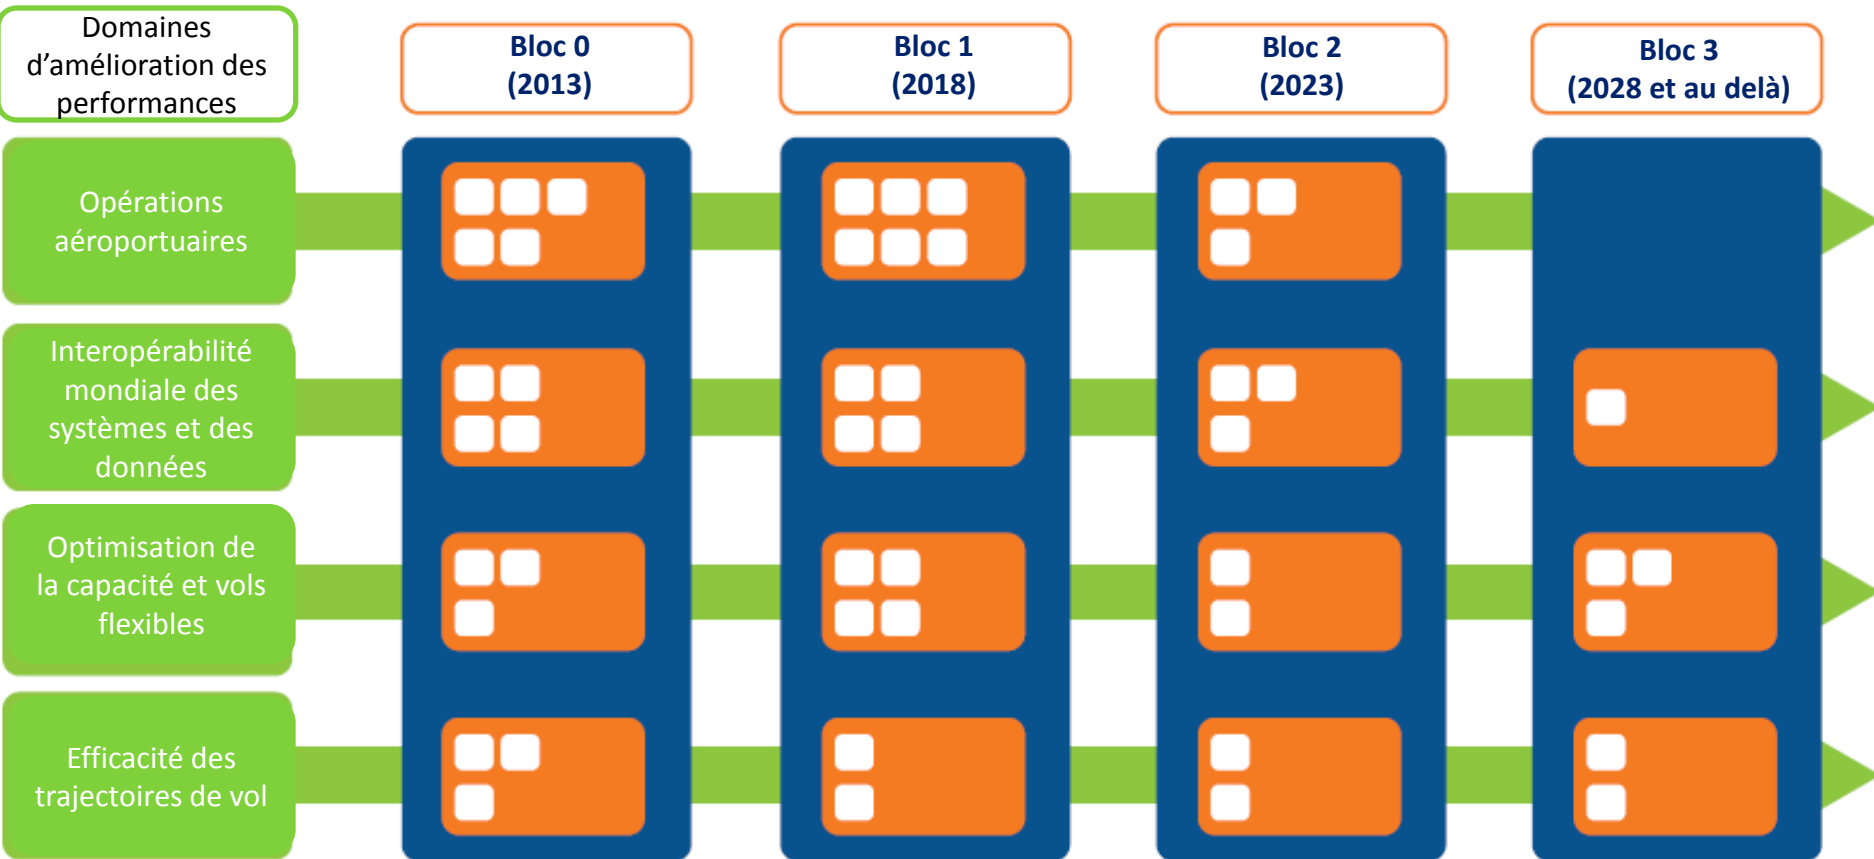 Domaines
d’amélioration des
performances
Bloc 0
(2013)
Bloc 1
(2018)
Bloc 2
(2023)
Bloc 3
(2028 et au delà)
Opérations
aéroportuaires
Interopérabilité
mondiale des
systèmes et des
données
Optimisation de
la capacité et vols
flexibles
Efficacité des
trajectoires de vol